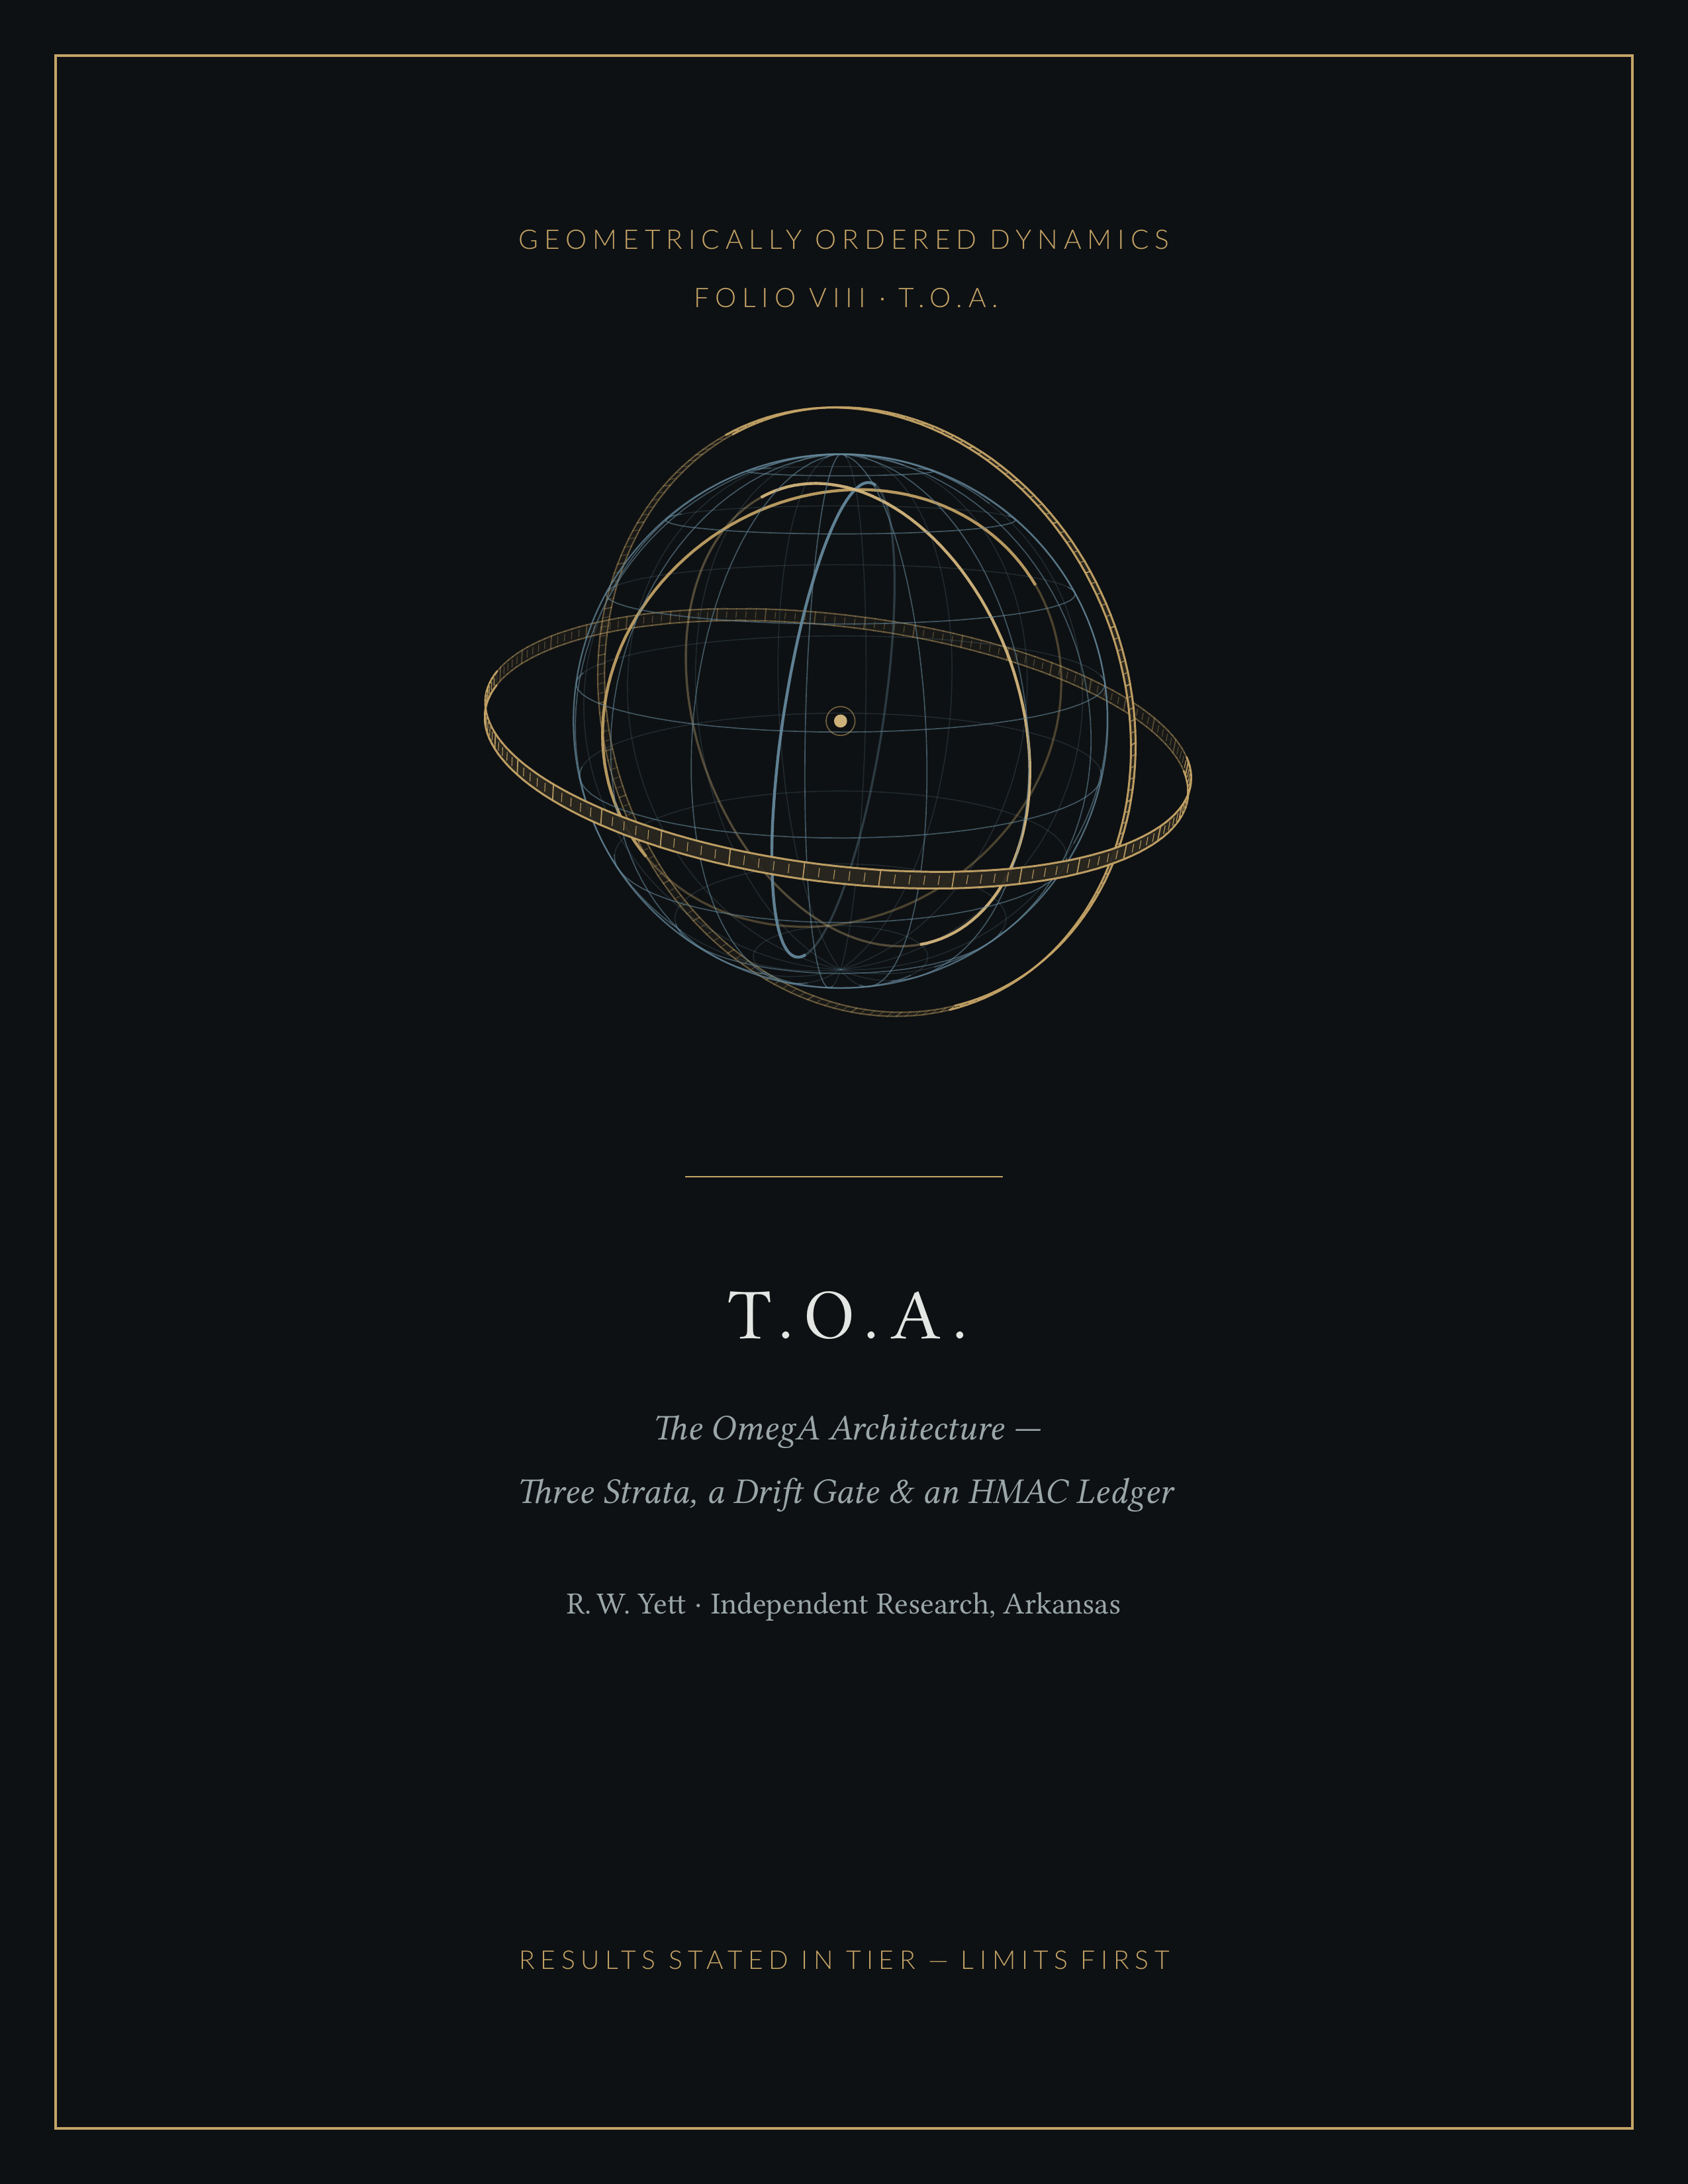 GEOMETRICALLY ORDERED DYNAMICS
FOLIO VIII · T.O.A.
T.O.A.
The OmegA Architecture —
Three Strata, a Drift Gate & an HMAC Ledger
R. W. Yett · Independent Research, Arkansas
RESULTS STATED IN TIER — LIMITS FIRST